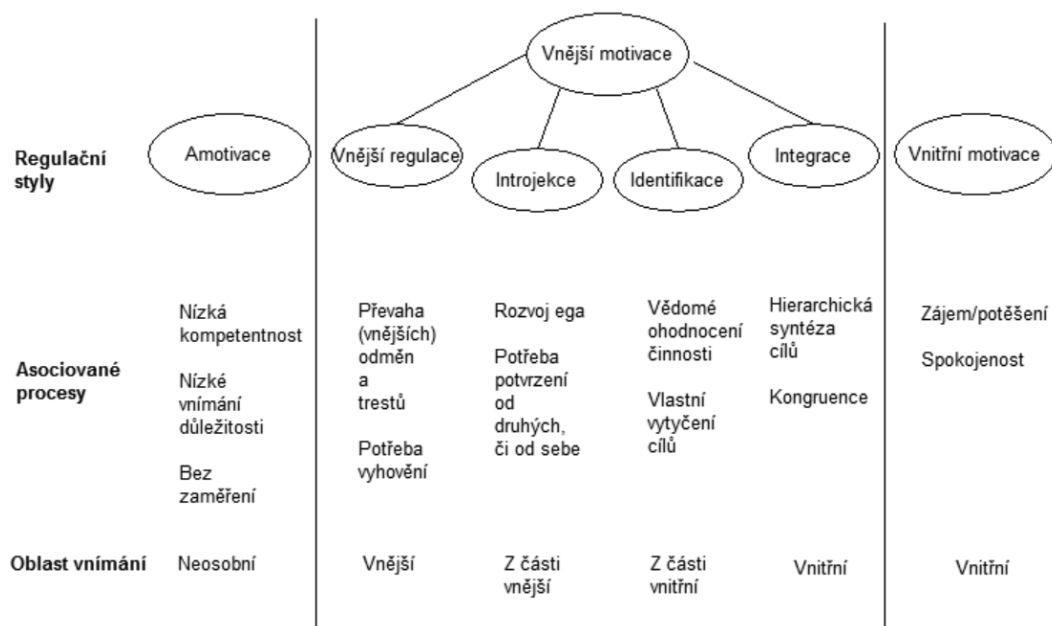 Vnější motivace
Regulační
styly
Amotivace
Vnější regulace
Introjekce
Identifikace
Integrace
Vnitřní motivace
Asociované
procesy
Nízká
kompetentnost
Nízké
vnímání
důležitosti
Bez
zaměření
Převaha
(vnějších)
odměn
a
trestů
Potřeba
vyhovění
Rozvoj ega
Potřeba
potvrzení
od
druhých,
či od sebe
Vědomé
ohodnocení
činnosti
Vlastní
vytyčení
cílů
Hierarchická
syntéza
cílů
Kongruence
Zájem/potěšení
Spokojenost
Oblast vnímání
Neosobní
Vnější
Z části
vnější
Z části
vnitřní
Vnitřní
Vnitřní